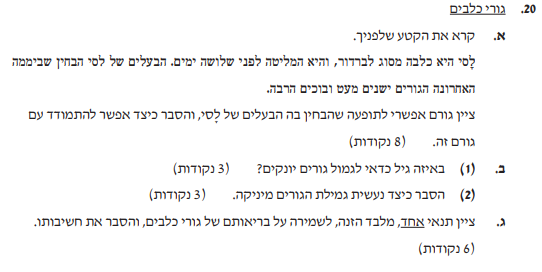 20. גורי כלבים
א. קרא את הקטע שלפניך.
לָסי היא כלבה מסוג לברדור, והיא המליטה לפני שלושה ימים. הבעלים של לסי הבחין שביממה
האחרונה הגורים ישנים מעט ובוכים הרבה.
ציין גורם אפשרי לתופעה שהבחין בה הבעלים של לָסי, והסבר כיצד אפשר להתמודד עם
גורם זה. (8 נקודות)
ב. (1) באיזה גיל כדאי לגמול גורים יונקים? (3 נקודות)
(2) הסבר כיצד נעשית גמילת הגורים מיניקה. (3 נקודות)
ג. ציין תנאי אחד, מלבד הזנה, לשמירה על בריאותם של גורי כלבים, והסבר את חשיבותו.
(6 נקודות)